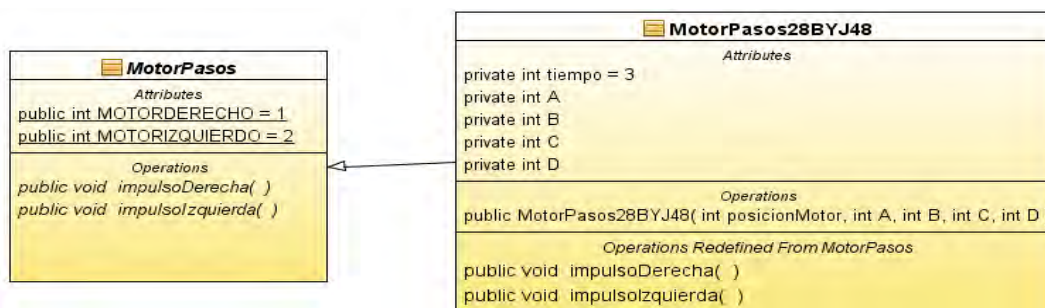 MotorPasos
Attributes
public int MOTORDERECHO = 1
public int MOTORIZQUIERDO = 2
Operations
public void impulsoDerecha( )
public void impulsoIzquierda( )
MotorPasos28BYJ48
Attributes
private int tiempo = 3
private int A
private int B
private int C
private int D
Operations
public MotorPasos28BYJ48( int posicionMotor, int A, int B, int C, int D
Operations Redefined From MotorPasos
public void impulsoDerecha( )
public void impulsoIzquierda( )